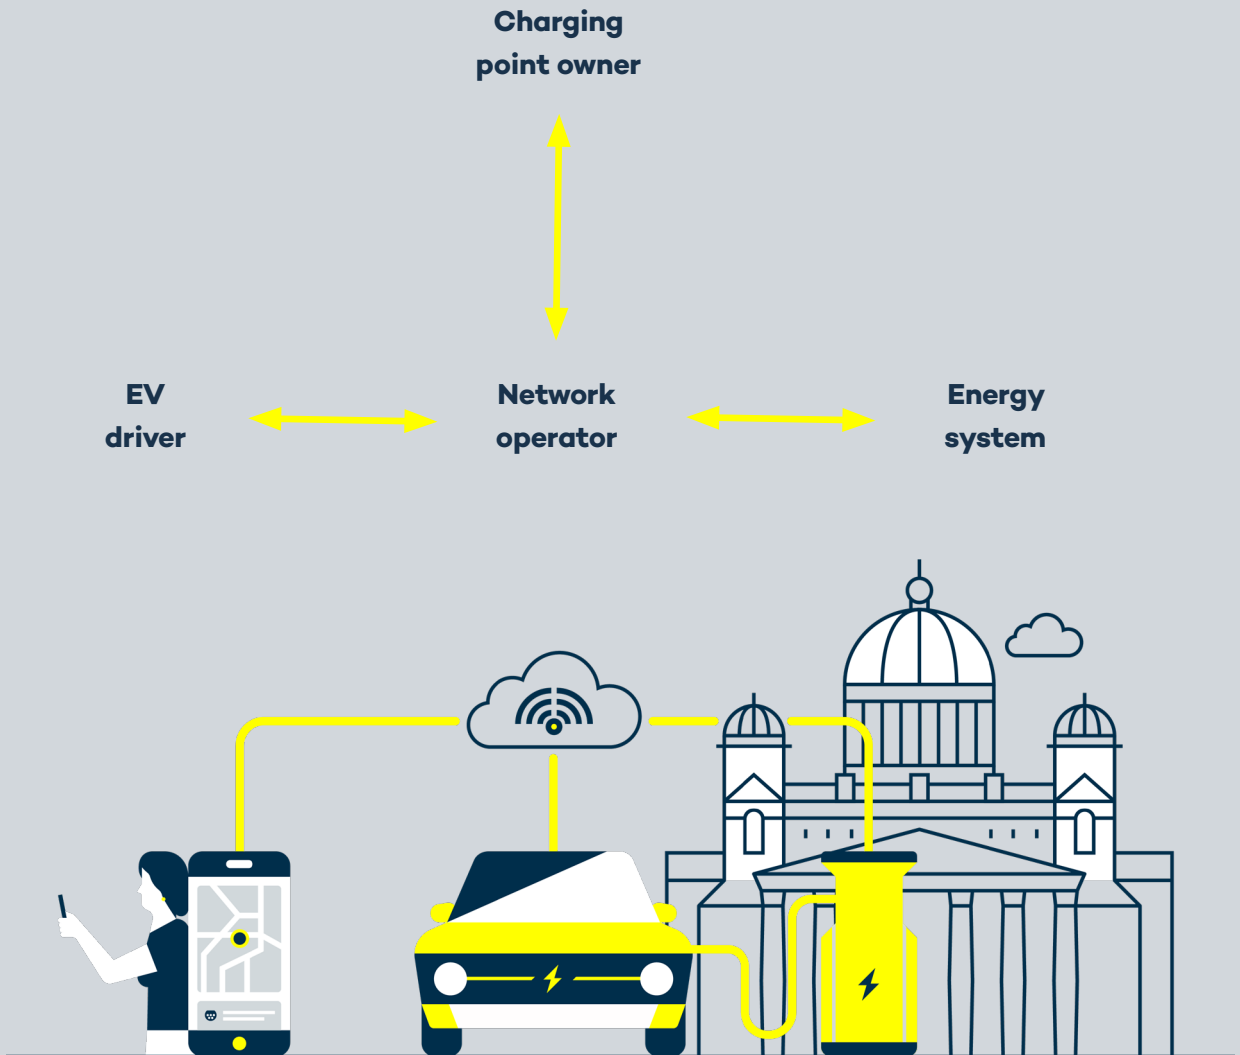 Charging
point owner
EV
driver
Network
operator
Energy
system